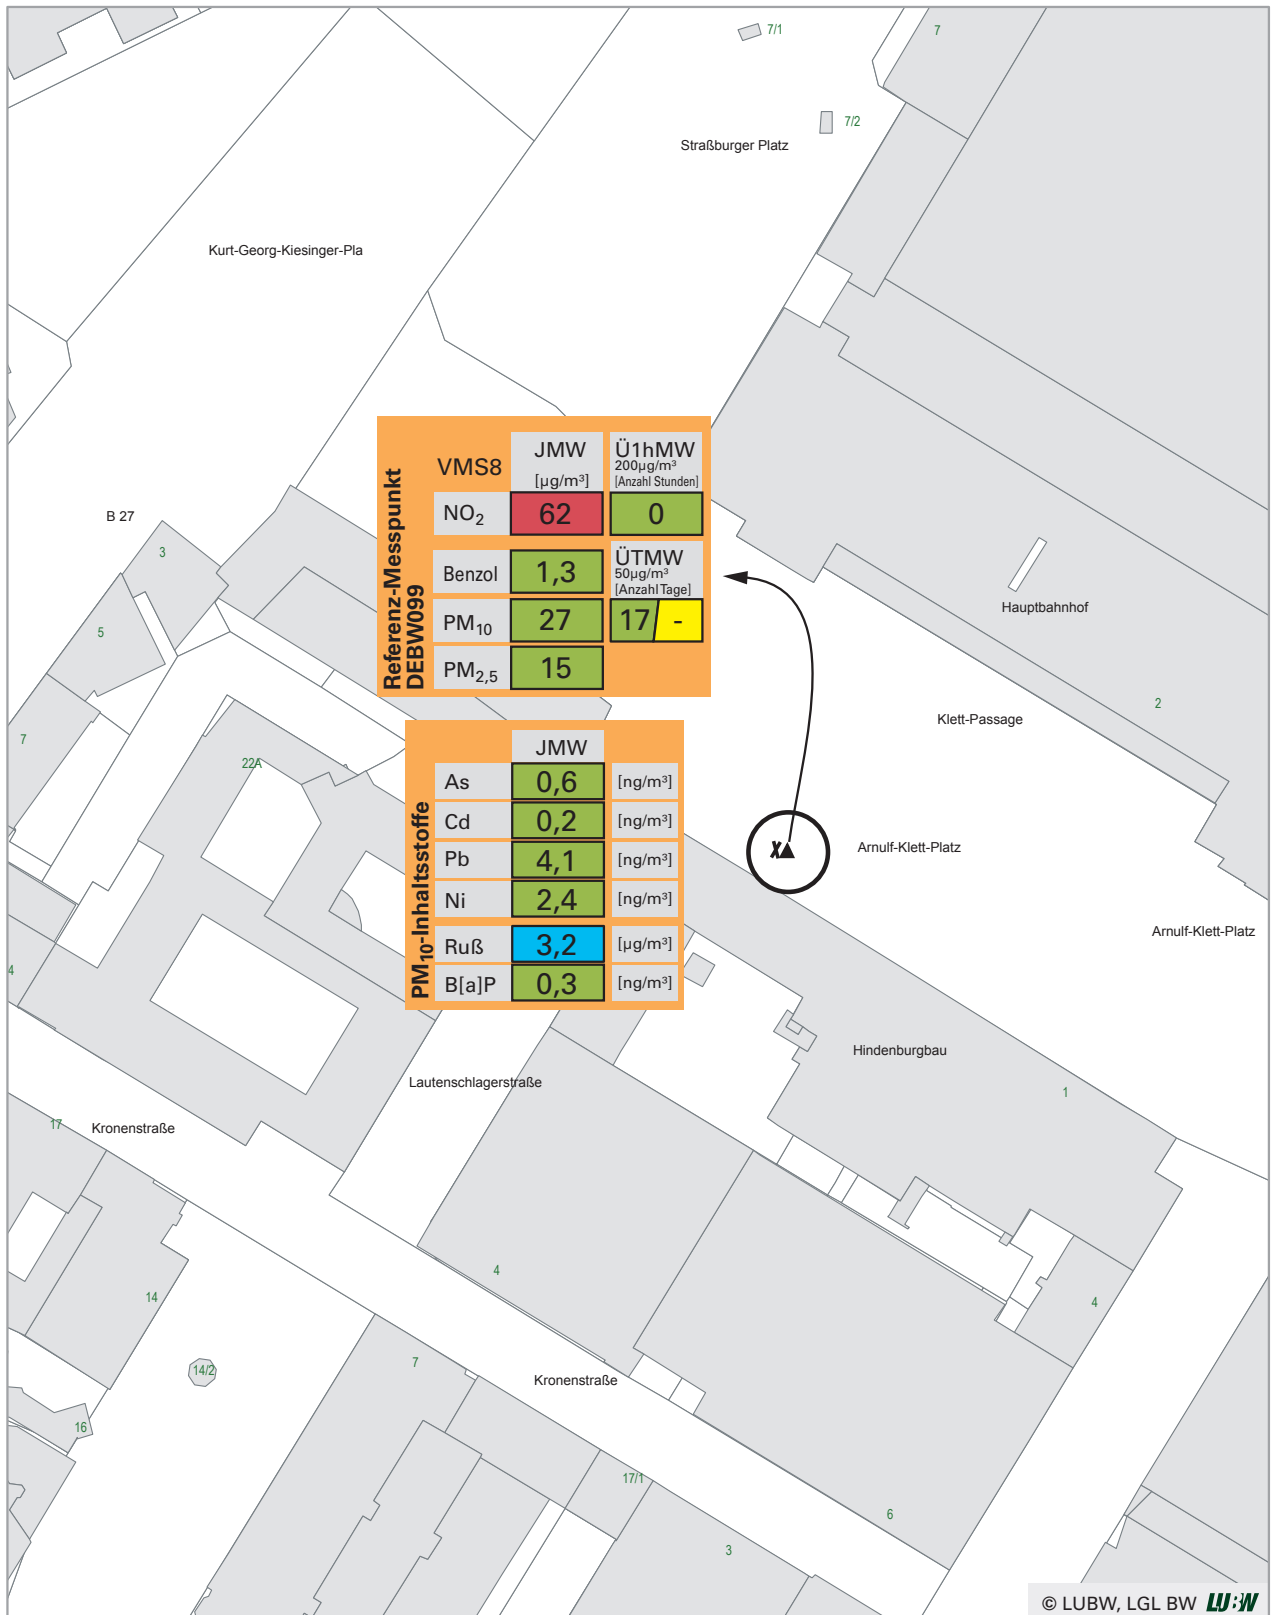 7/1
7
7/2
Straßburger Platz
Kurt-Georg-Kiesinger-Pla
Referenz-Messpunkt
DEBW099
VMS8
JMW
[µg/m³]
Ü1hMW
200µg/m³
[Anzahl Stunden]
NO₂ 62 0
Benzol 1,3
ÜTMW
50µg/m³
[Anzahl Tage]
PM₁₀ 27 17 / -
PM₂,₅ 15
B 27
3
5
7
22A
Hauptbahnhof
2
Klett-Passage
PM₁₀-Inhaltsstoffe
JMW
As 0,6 [ng/m³]
Cd 0,2 [ng/m³]
Pb 4,1 [ng/m³]
Ni 2,4 [ng/m³]
Ruß 3,2 [µg/m³]
B[a]P 0,3 [ng/m³]
X
Arnulf-Klett-Platz
Arnulf-Klett-Platz
4
Hindenburgbau
1
Lautenschlagerstraße
17
Kronenstraße
4
4
14
14/2
7
Kronenstraße
16
17/1
6
3
© LUBW, LGL BW LUBW